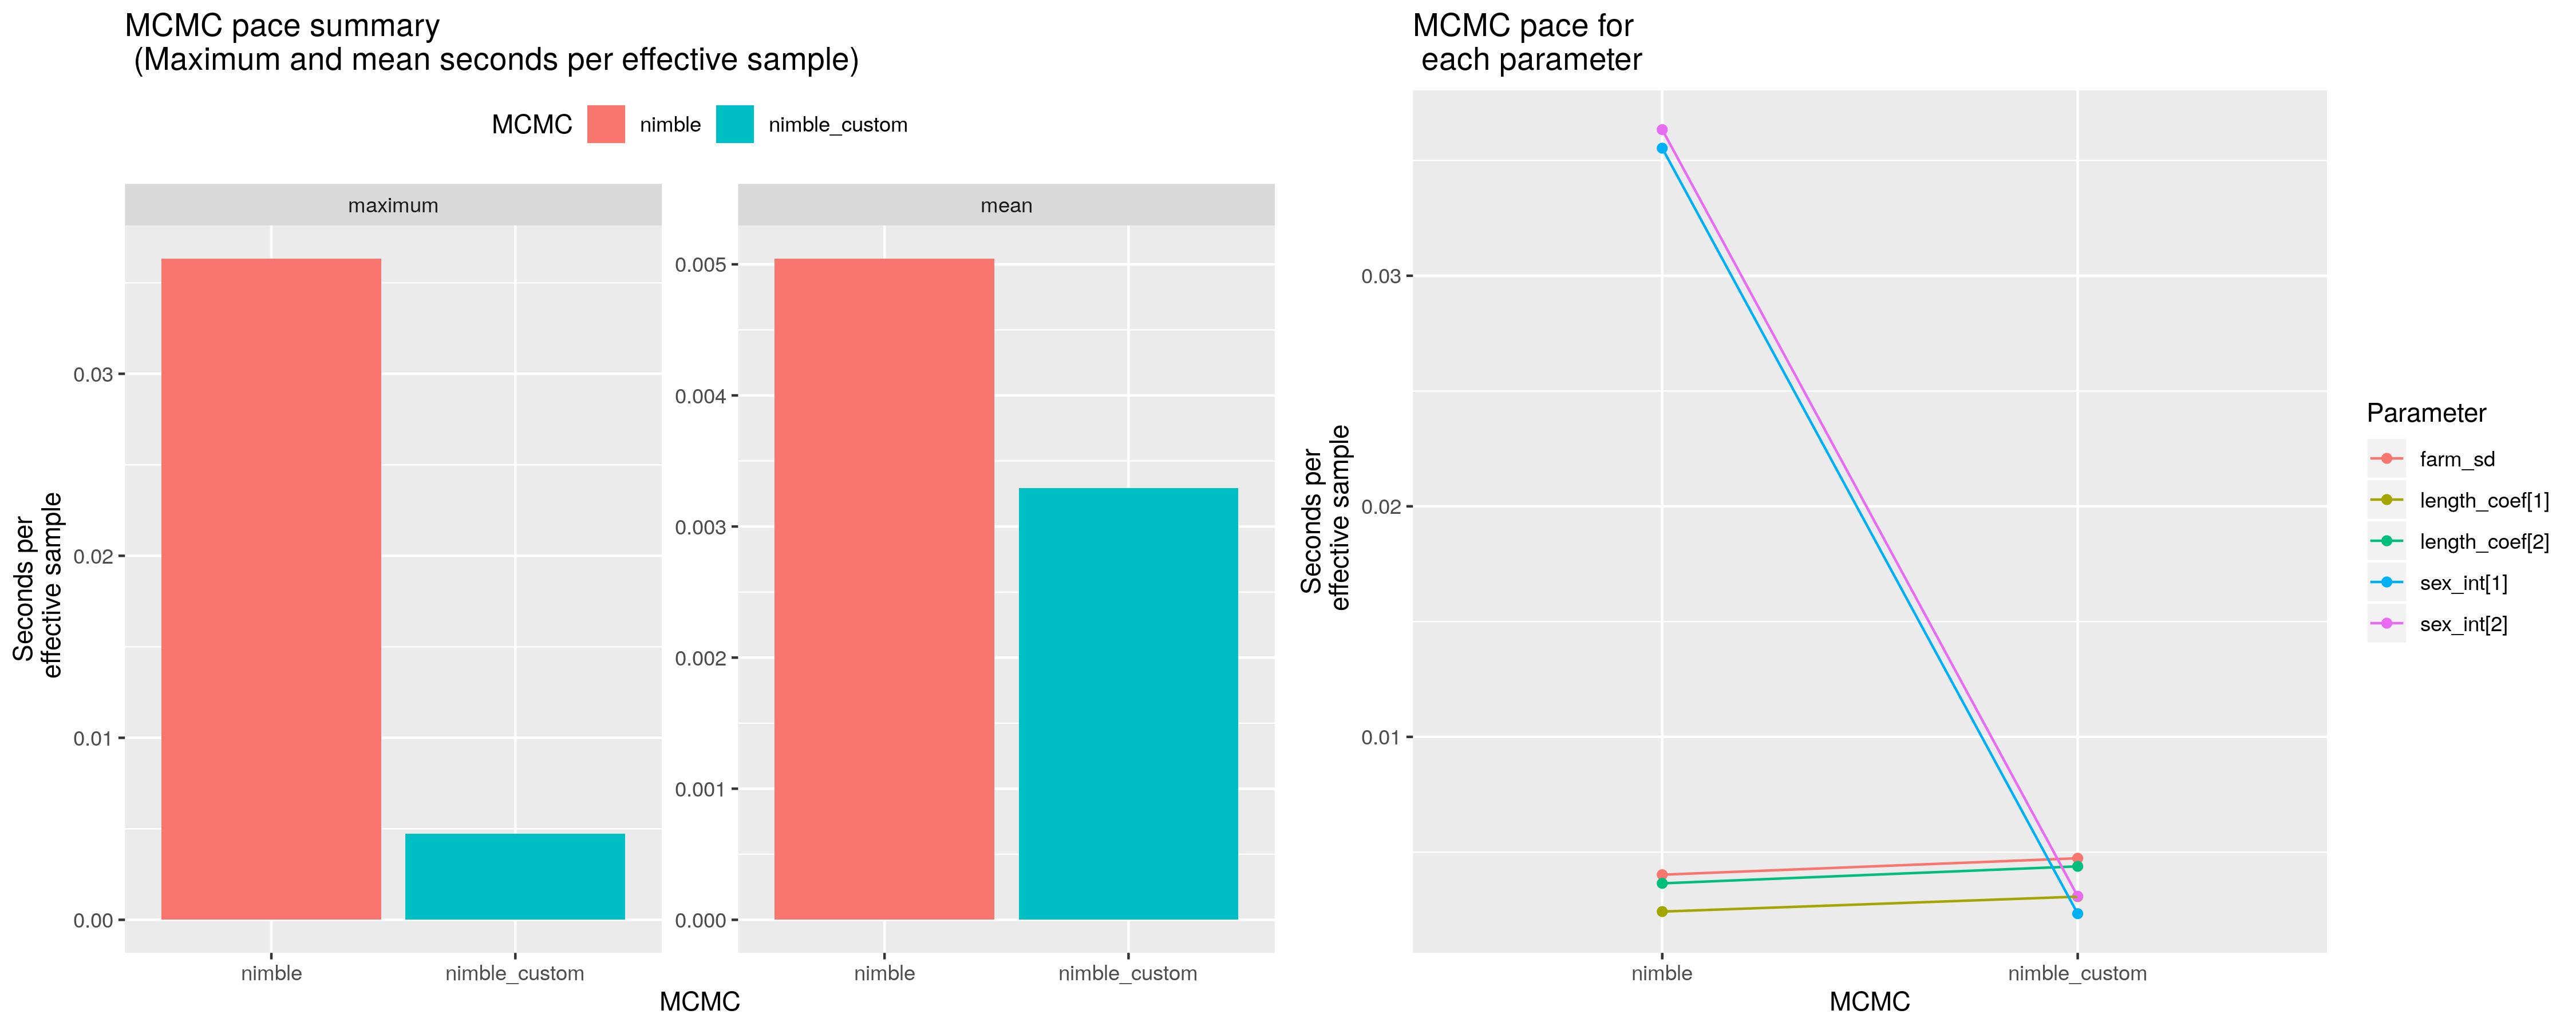 MCMC pace summary
(Maximum and mean seconds per effective sample)
MCMC nimble nimble_custom
maximum
mean
Seconds per
effective sample
0.03
0.02
0.01
0.00
0.005
0.004
0.003
0.002
0.001
0.000
nimble nimble_custom
nimble nimble_custom
MCMC
MCMC pace for
each parameter
Seconds per
effective sample
0.03
0.02
0.01
nimble nimble_custom
MCMC
Parameter
farm_sd
length_coef[1]
length_coef[2]
sex_int[1]
sex_int[2]